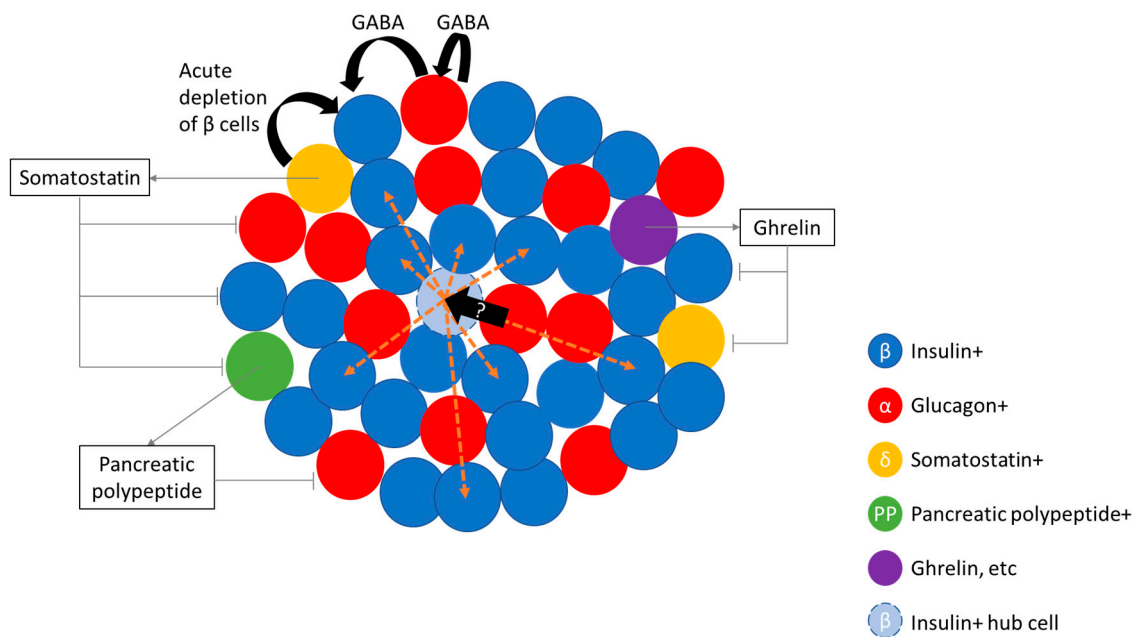 GABA
GABA
Acute
depletion
of β cells
Somatostatin
Ghrelin
?
Pancreatic
polypeptide
β Insulin+
α Glucagon+
δ Somatostatin+
PP Pancreatic polypeptide+
Ghrelin, etc
β Insulin+ hub cell